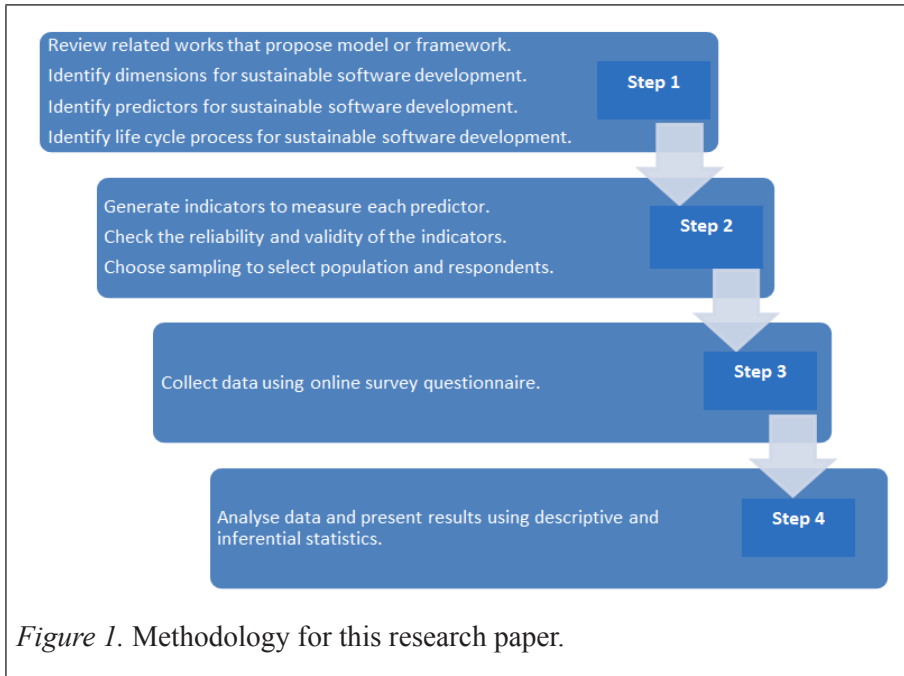 Review related works that propose model or framework.
Identify dimensions for sustainable software development.
Identify predictors for sustainable software development.
Identify life cycle process for sustainable software development.
Step 1
Generate indicators to measure each predictor.
Check the reliability and validity of the indicators.
Choose sampling to select population and respondents.
Step 2
Collect data using online survey questionnaire.
Step 3
Analyse data and present results using descriptive and
inferential statistics.
Step 4
Figure 1. Methodology for this research paper.